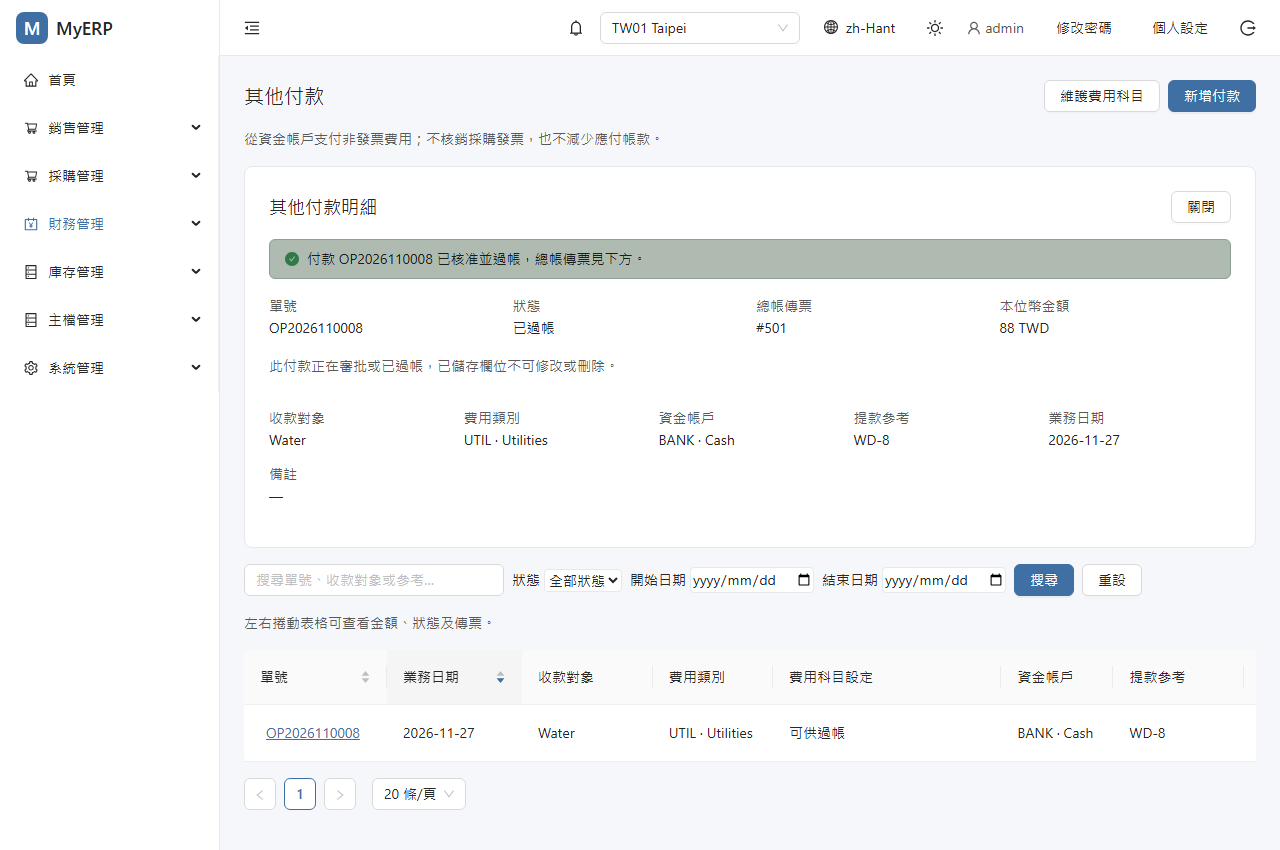 M MyERP
TW01 Taipei
zh-Hant
admin
修改密碼
個人設定
首頁
銷售管理
採購管理
財務管理
庫存管理
主檔管理
系統管理
其他付款
維護費用科目
新增付款
從資金帳戶支付非發票費用；不核銷採購發票，也不減少應付帳款。
其他付款明細
關閉
付款 OP2026110008 已核准並過帳，總帳傳票見下方。
單號 狀態 總帳傳票 本位幣金額
OP2026110008 已過帳 #501 88 TWD
此付款正在審批或已過帳，已儲存欄位不可修改或刪除。
收款對象 費用類別 資金帳戶 提款參考 業務日期
Water UTIL · Utilities BANK · Cash WD-8 2026-11-27
備註
—
搜尋單號、收款對象或參考... 狀態 全部狀態 開始日期 yyyy/mm/dd 結束日期 yyyy/mm/dd 搜尋 重設
左右捲動表格可查看金額、狀態及傳票。
單號 業務日期 收款對象 費用類別 費用科目設定 資金帳戶 提款參考
OP2026110008 2026-11-27 Water UTIL · Utilities 可供過帳 BANK · Cash WD-8
< 1 > 20 條/頁